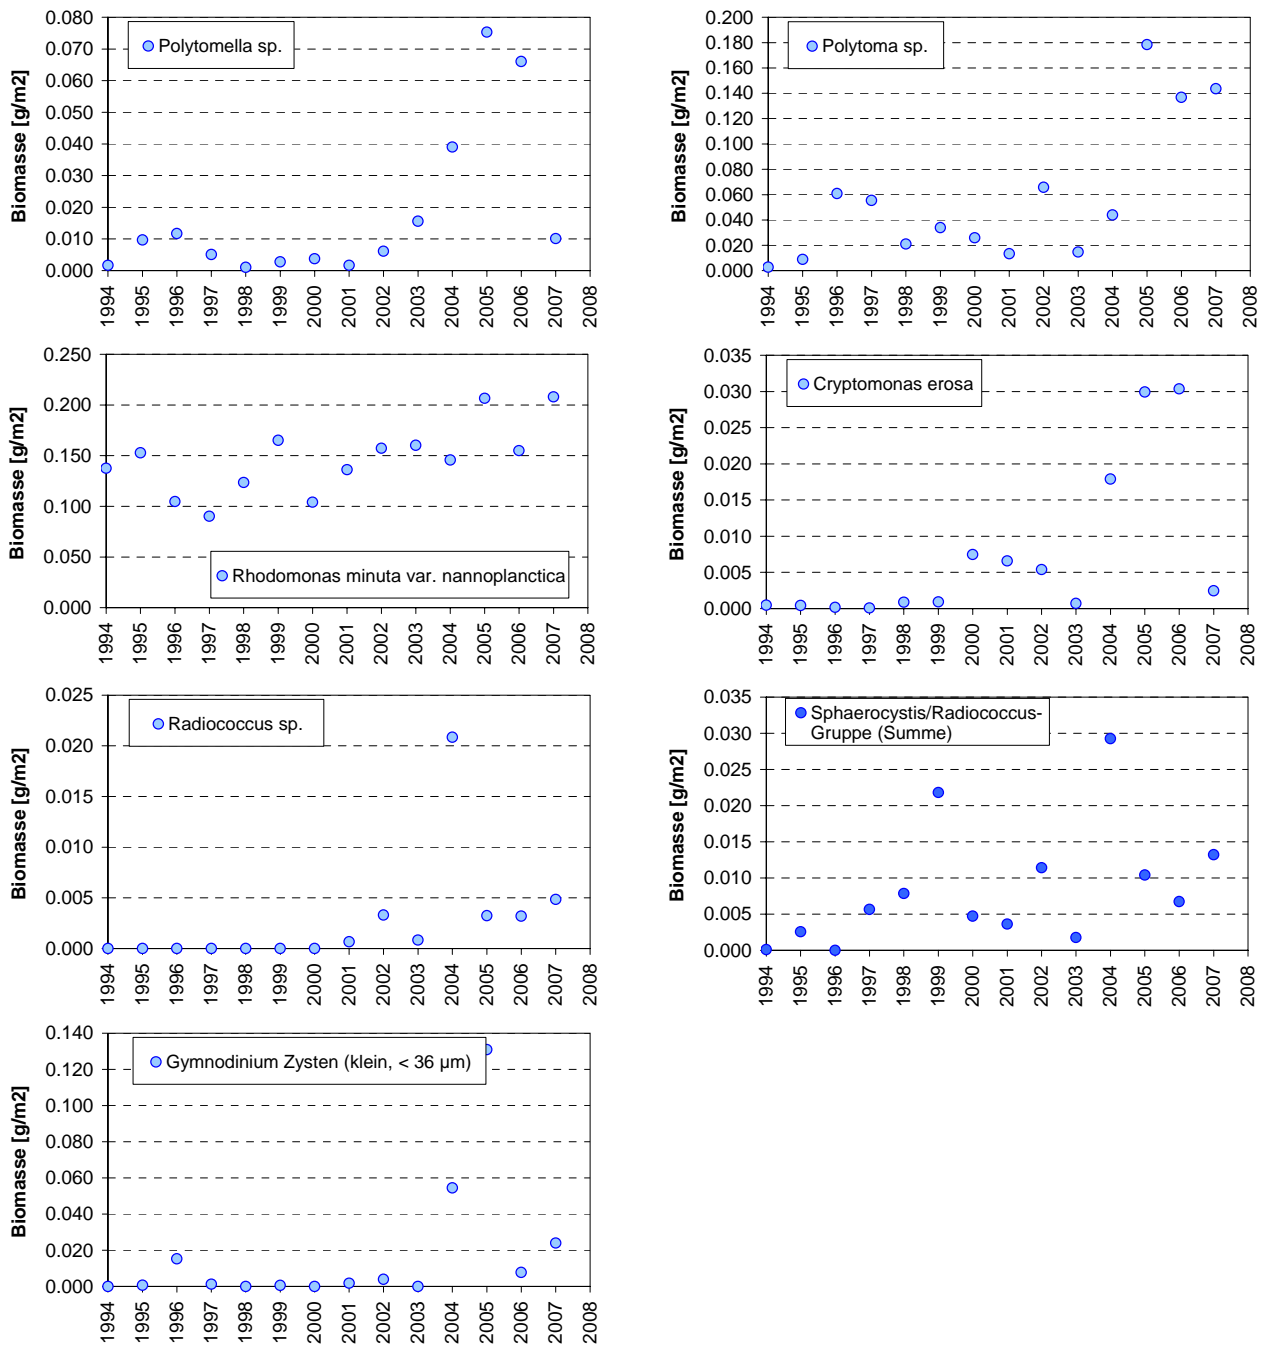 Polytomella sp.
Biomasse [g/m2]
0.080
0.070
0.060
0.050
0.040
0.030
0.020
0.010
0.000
1994 1995 1996 1997 1998 1999 2000 2001 2002 2003 2004 2005 2006 2007 2008
Polytoma sp.
Biomasse [g/m2]
0.200
0.180
0.160
0.140
0.120
0.100
0.080
0.060
0.040
0.020
0.000
1994 1995 1996 1997 1998 1999 2000 2001 2002 2003 2004 2005 2006 2007 2008
Biomasse [g/m2]
0.250
0.200
0.150
0.100
0.050
0.000
Rhodomonas minuta var. nannoplanctica
1994 1995 1996 1997 1998 1999 2000 2001 2002 2003 2004 2005 2006 2007 2008
Cryptomonas erosa
Biomasse [g/m2]
0.035
0.030
0.025
0.020
0.015
0.010
0.005
0.000
1994 1995 1996 1997 1998 1999 2000 2001 2002 2003 2004 2005 2006 2007 2008
Radiococcus sp.
Biomasse [g/m2]
0.025
0.020
0.015
0.010
0.005
0.000
1994 1995 1996 1997 1998 1999 2000 2001 2002 2003 2004 2005 2006 2007 2008
Sphaerocystis/Radiococcus-
Gruppe (Summe)
Biomasse [g/m2]
0.035
0.030
0.025
0.020
0.015
0.010
0.005
0.000
1994 1995 1996 1997 1998 1999 2000 2001 2002 2003 2004 2005 2006 2007 2008
Gymnodinium Zysten (klein, < 36 µm)
Biomasse [g/m2]
0.140
0.120
0.100
0.080
0.060
0.040
0.020
0.000
1994 1995 1996 1997 1998 1999 2000 2001 2002 2003 2004 2005 2006 2007 2008